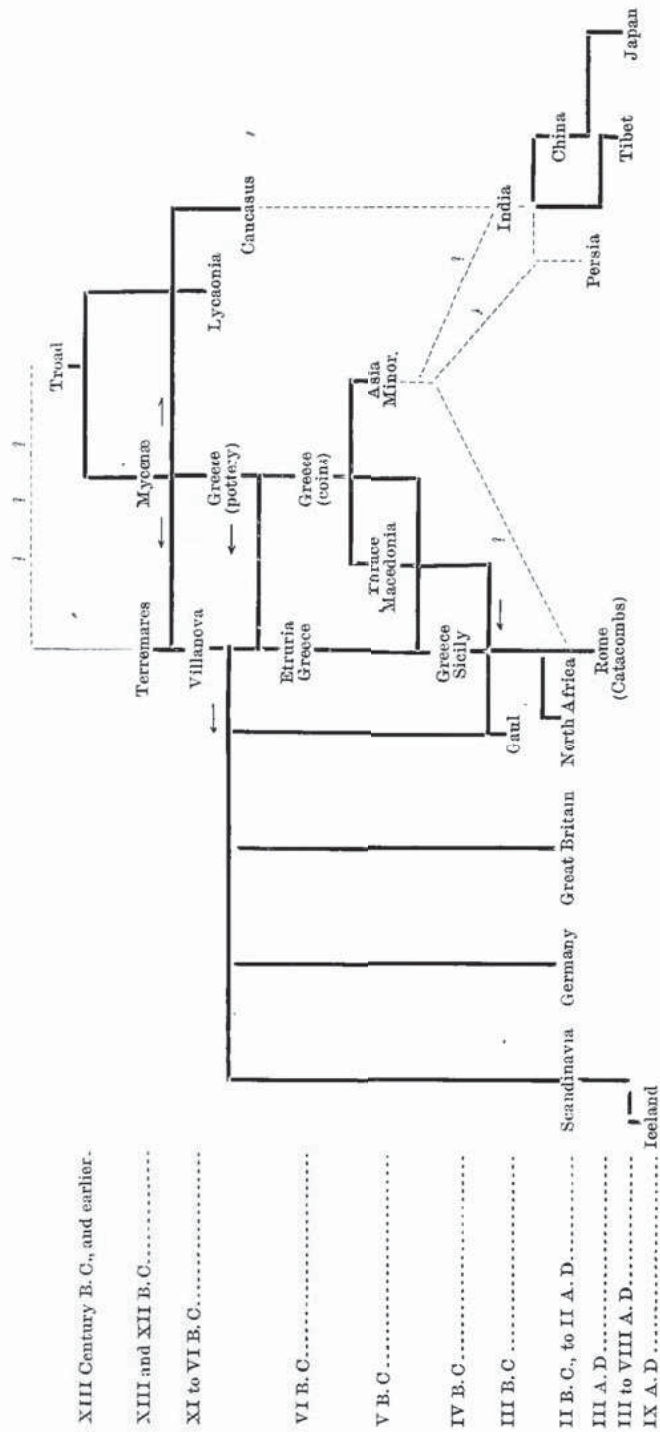 ? ? ?
XIII Century B. C., and earlier.
Troad
XIII and XII B. C.
Terremares
Mycenæ
XI to VI B. C.
Villanova
Greece
(pottery)
Lycaonia
Caucasus
VI B. C.
Etruria
Greece
Greece
(coins)
V B. C.
Thrace
Macedonia
Asia
Minor.
IV B. C.
Greece
Sicily
?
?
III B. C.
Gaul
?
India
II B. C., to II A. D.
Scandinavia
Germany
Great Britain
North Africa
Rome
(Catacombs)
Persia
China
III A. D.
III to VIII A. D.
Tibet
Japan
IX A. D.
Iceland